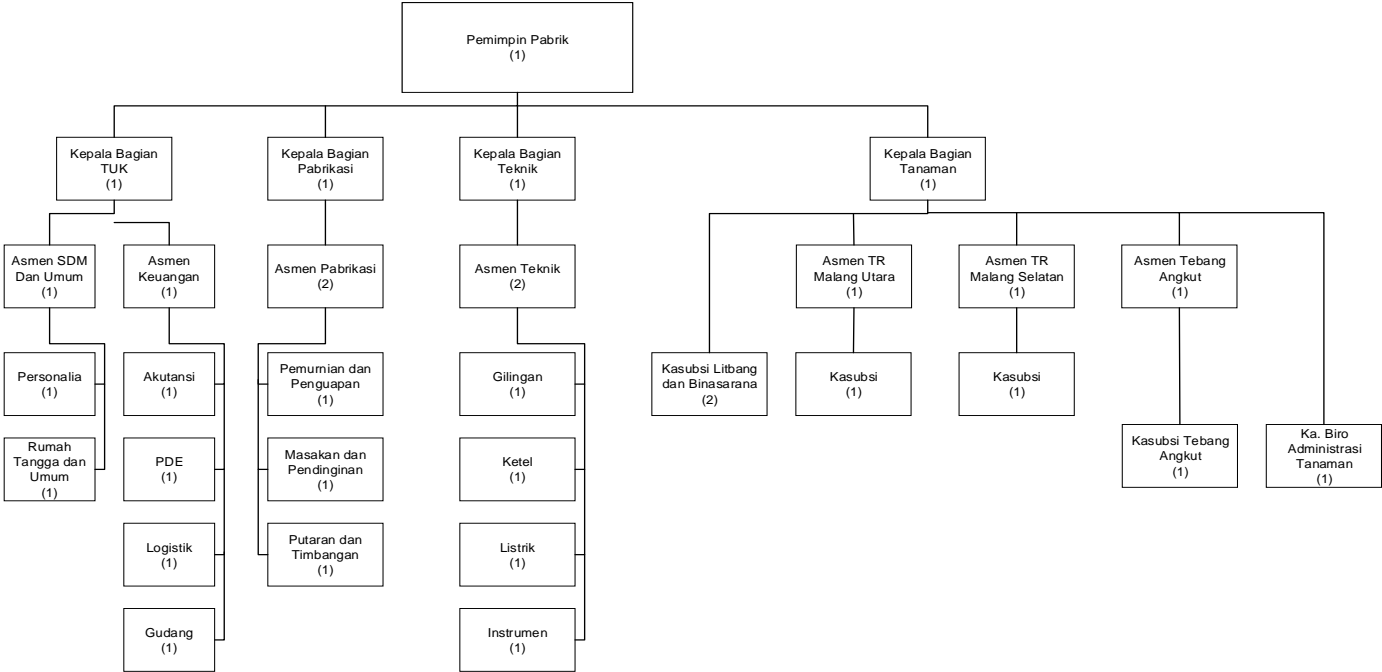 Pemimpin Pabrik
(1)
Kepala Bagian
TUK
(1)
Kepala Bagian
Pabrikasi
(1)
Kepala Bagian
Teknik
(1)
Kepala Bagian
Tanaman
(1)
Asmen SDM
Dan Umum
(1)
Asmen
Keuangan
(1)
Asmen Pabrikasi
(2)
Asmen Teknik
(2)
Asmen TR
Malang Utara
(1)
Asmen TR
Malang Selatan
(1)
Asmen Tebang
Angkut
(1)
Personalia
(1)
Akutansi
(1)
Pemurnian dan
Penguapan
(1)
Gilingan
(1)
Kasubsi Litbang
dan Binasarana
(2)
Kasubsi
(1)
Kasubsi
(1)
Rumah
Tangga dan
Umum
(1)
PDE
(1)
Masakan dan
Pendinginan
(1)
Ketel
(1)
Kasubsi Tebang
Angkut
(1)
Ka. Biro
Administrasi
Tanaman
(1)
Logistik
(1)
Putaran dan
Timbangan
(1)
Listrik
(1)
Gudang
(1)
Instrumen
(1)